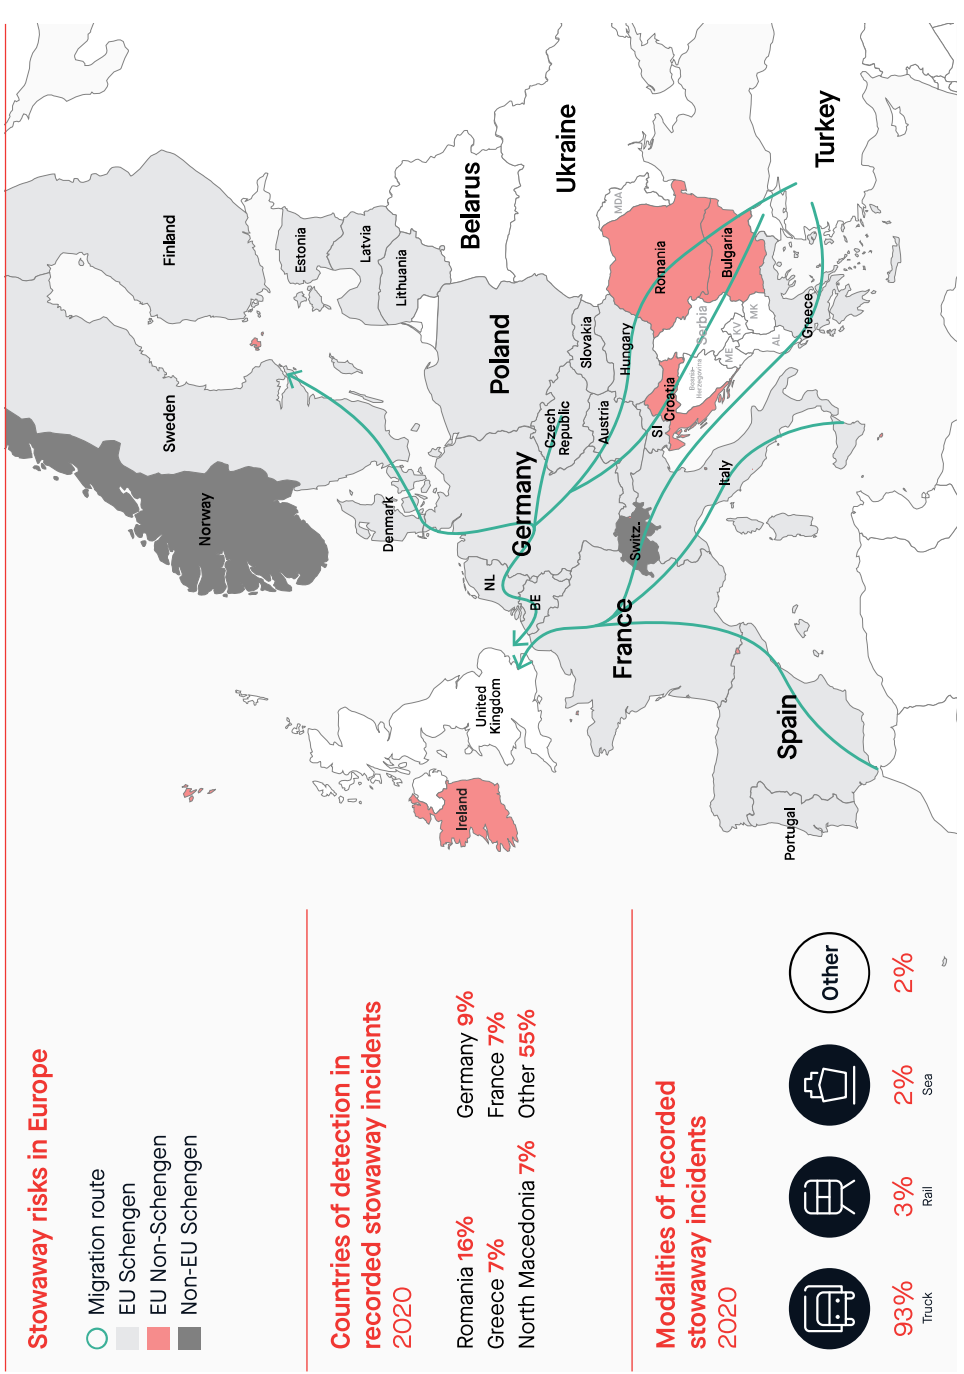 Stowaway risks in Europe
Migration route
EU Schengen
EU Non-Schengen
Non-EU Schengen
Countries of detection in
recorded stowaway incidents
2020
Romania 16%
Greece 7%
North Macedonia 7%
Germany 9%
France 7%
Other 55%
Modalities of recorded
stowaway incidents
2020
93%
Truck
3%
Rail
2%
Sea
Other
2%
Finland
Sweden
Norway
Estonia
Latvia
Lithuania
Denmark
Belarus
Ukraine
Poland
Germany
NL
BE
United
Kingdom
Ireland
Czech
Republic
Slovakia
Hungary
Austria
MDA
Romania
Bulgaria
Serbia
Croatia
SI
Bosnia-
Herzegovina
ME
KV
MK
AL
Greece
Turkey
Italy
Switz.
France
Spain
Portugal